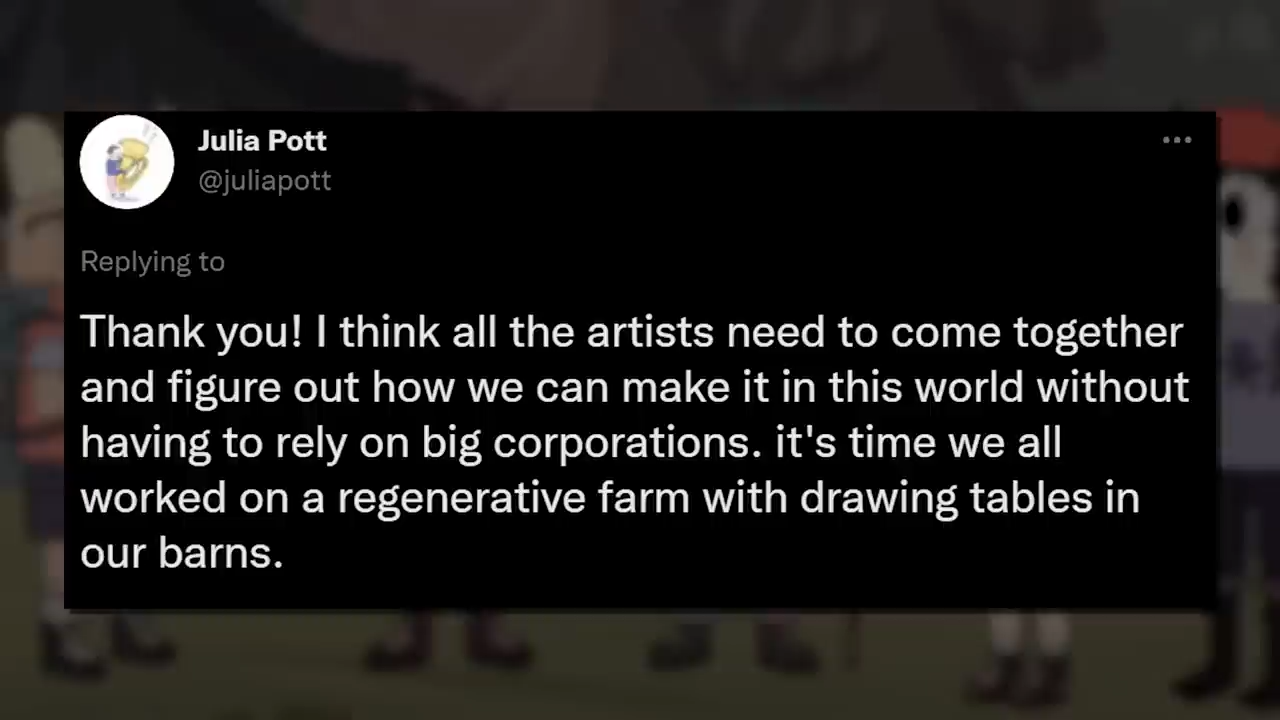 Julia Pott
@juliapott
Replying to
Thank you! I think all the artists need to come together
and figure out how we can make it in this world without
having to rely on big corporations. it's time we all
worked on a regenerative farm with drawing tables in
our barns.